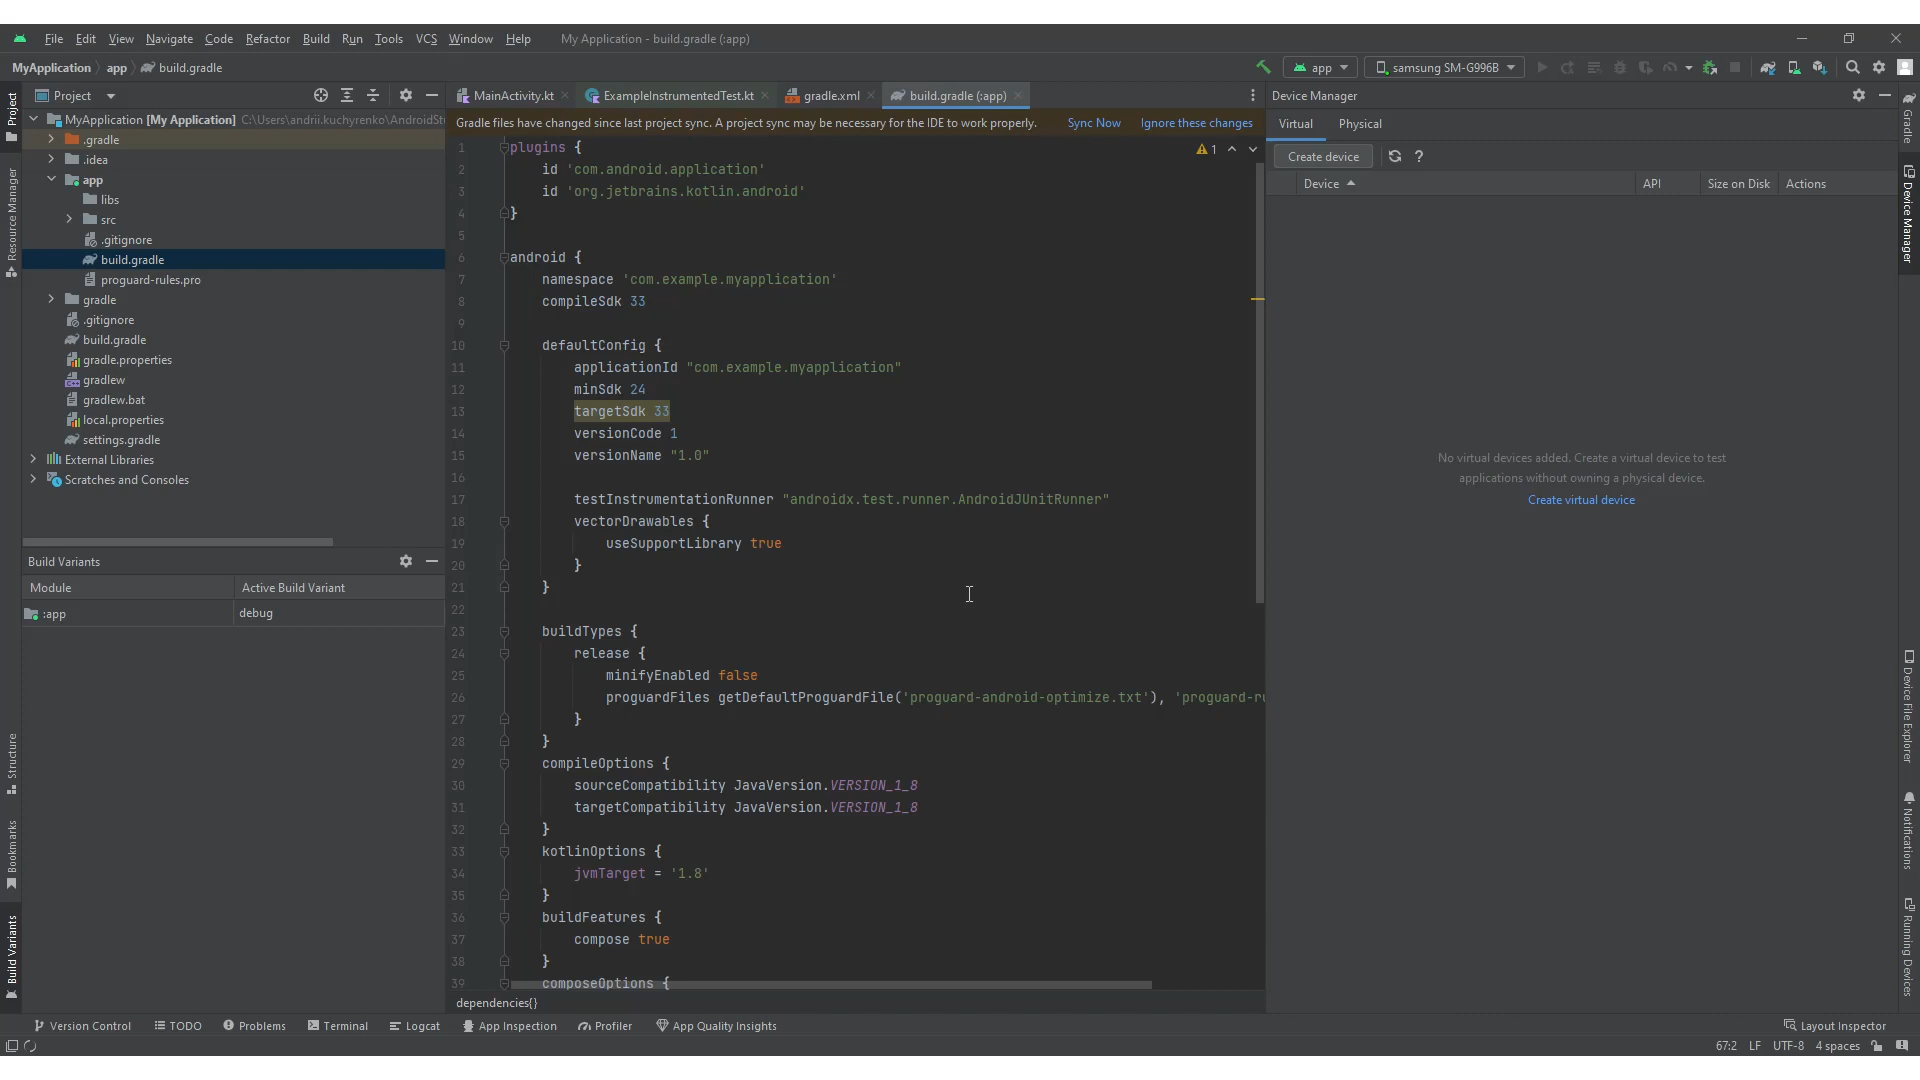 File Edit View Navigate Code Refactor Build Run Tools VCS Window Help My Application - build.gradle (:app)
MyApplication app build.gradle app samsung SM-G996B
Project
MyApplication [My Application] C:\Users\andrii.kuchyrenko\AndroidStu
.gradle
.idea
app
libs
src
.gitignore
build.gradle
proguard-rules.pro
gradle
.gitignore
build.gradle
gradle.properties
gradlew
gradlew.bat
local.properties
settings.gradle
External Libraries
Scratches and Consoles
Build Variants
Module Active Build Variant
:app debug
Project
Resource Manager
Structure
Bookmarks
Build Variants
MainActivity.kt ExampleInstrumentedTest.kt gradle.xml build.gradle (:app)
Gradle files have changed since last project sync. A project sync may be necessary for the IDE to work properly. Sync Now Ignore these changes
1
1 plugins {
2 id 'com.android.application'
3 id 'org.jetbrains.kotlin.android'
4 }
5
6 android {
7 namespace 'com.example.myapplication'
8 compileSdk 33
9
10 defaultConfig {
11 applicationId "com.example.myapplication"
12 minSdk 24
13 targetSdk 33
14 versionCode 1
15 versionName "1.0"
16
17 testInstrumentationRunner "androidx.test.runner.AndroidJUnitRunner"
18 vectorDrawables {
19 useSupportLibrary true
20 }
21 }
22
23 buildTypes {
24 release {
25 minifyEnabled false
26 proguardFiles getDefaultProguardFile('proguard-android-optimize.txt'), 'proguard-ru
27 }
28 }
29 compileOptions {
30 sourceCompatibility JavaVersion.VERSION_1_8
31 targetCompatibility JavaVersion.VERSION_1_8
32 }
33 kotlinOptions {
34 jvmTarget = '1.8'
35 }
36 buildFeatures {
37 compose true
38 }
39 composeOptions {
dependencies{}
Device Manager
Virtual Physical
Create device ?
Device API Size on Disk Actions
No virtual devices added. Create a virtual device to test
applications without owning a physical device.
Create virtual device
Gradle
Device Manager
Device File Explorer
Notifications
Running Devices
Version Control TODO Problems Terminal Logcat App Inspection Profiler App Quality Insights Layout Inspector
67:2 LF UTF-8 4 spaces